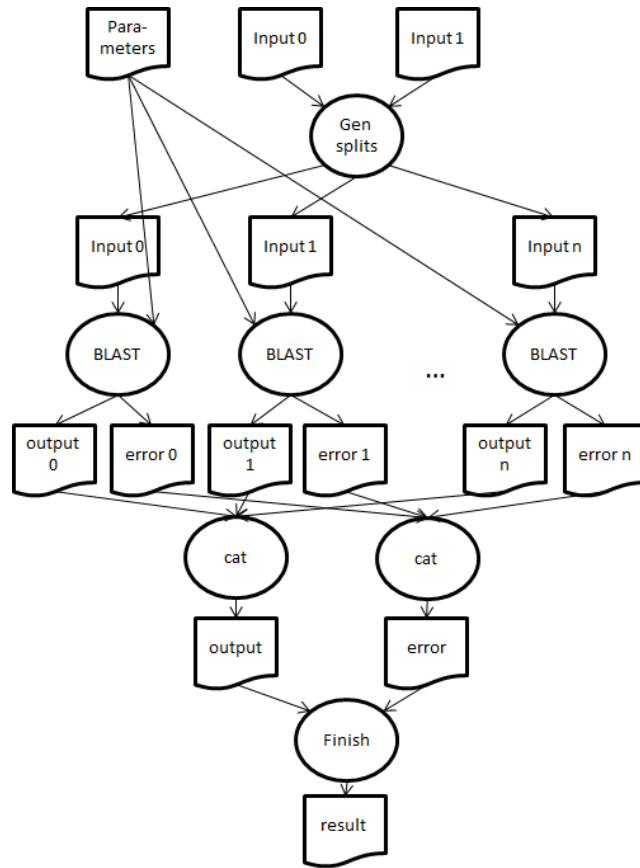 Para-
meters
Input 0
Input 1
Gen
splits
Input 0
Input 1
Input n
BLAST
BLAST
...
BLAST
output
0
error 0
output
1
error 1
output
n
error n
cat
cat
output
error
Finish
result